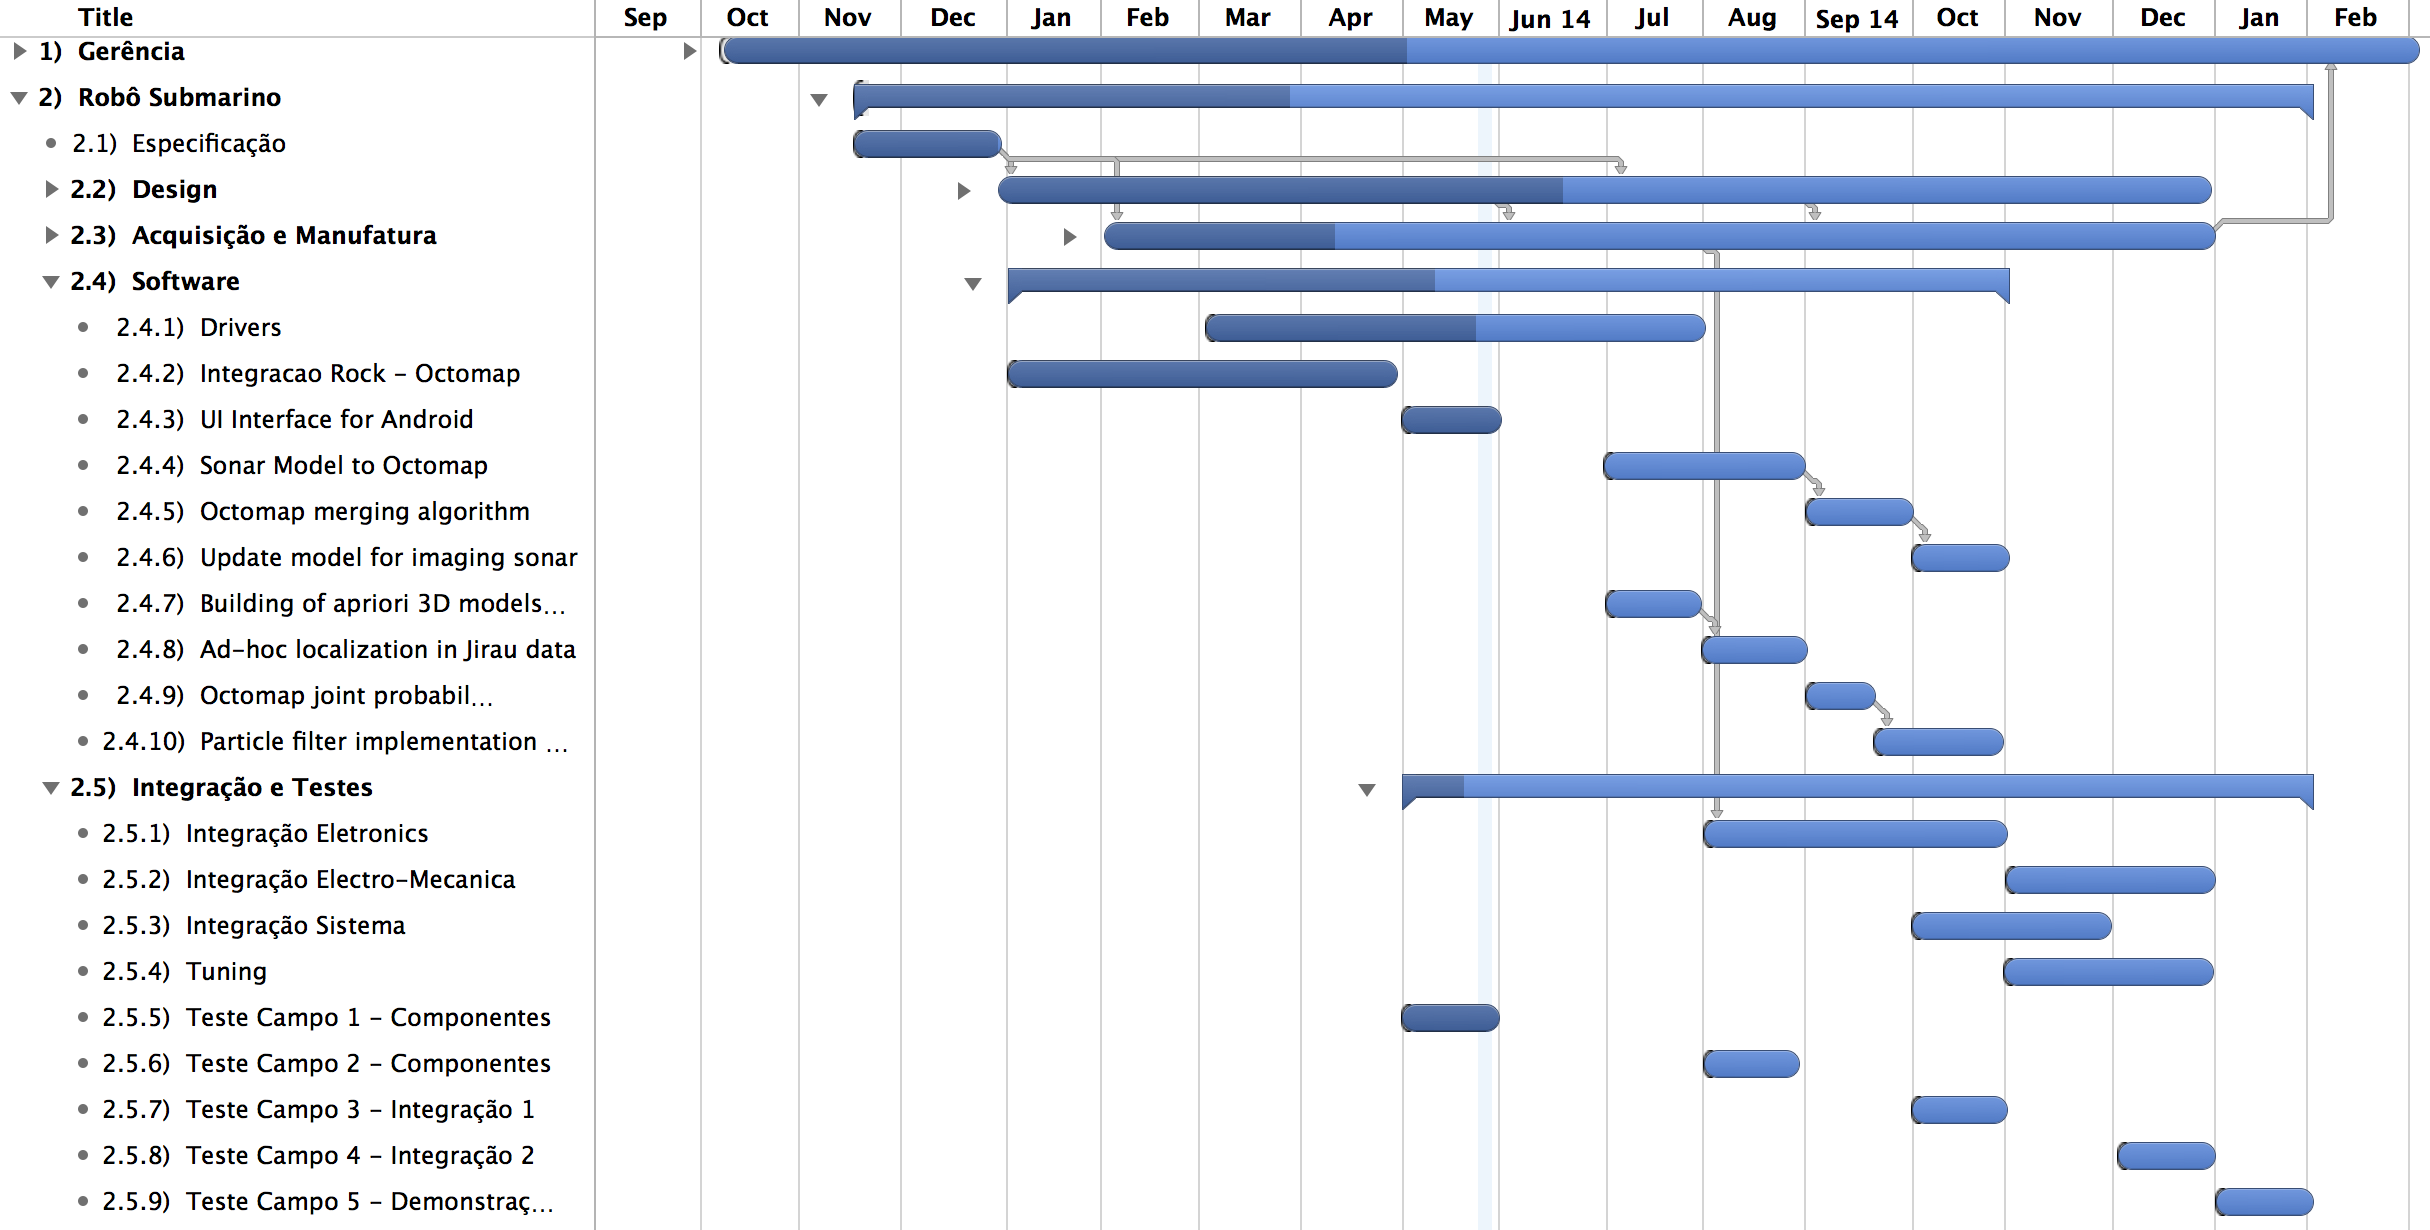 Title Sep Oct Nov Dec Jan Feb Mar Apr May Jun 14 Jul Aug Sep 14 Oct Nov Dec Jan Feb
1) Gerência
2) Robô Submarino
2.1) Especificação
2.2) Design
2.3) Acquisição e Manufatura
2.4) Software
2.4.1) Drivers
2.4.2) Integracao Rock - Octomap
2.4.3) UI Interface for Android
2.4.4) Sonar Model to Octomap
2.4.5) Octomap merging algorithm
2.4.6) Update model for imaging sonar
2.4.7) Building of apriori 3D models...
2.4.8) Ad-hoc localization in Jirau data
2.4.9) Octomap joint probabil...
2.4.10) Particle filter implementation ...
2.5) Integração e Testes
2.5.1) Integração Eletronics
2.5.2) Integração Electro-Mecanica
2.5.3) Integração Sistema
2.5.4) Tuning
2.5.5) Teste Campo 1 - Componentes
2.5.6) Teste Campo 2 - Componentes
2.5.7) Teste Campo 3 - Integração 1
2.5.8) Teste Campo 4 - Integração 2
2.5.9) Teste Campo 5 - Demonstraç...